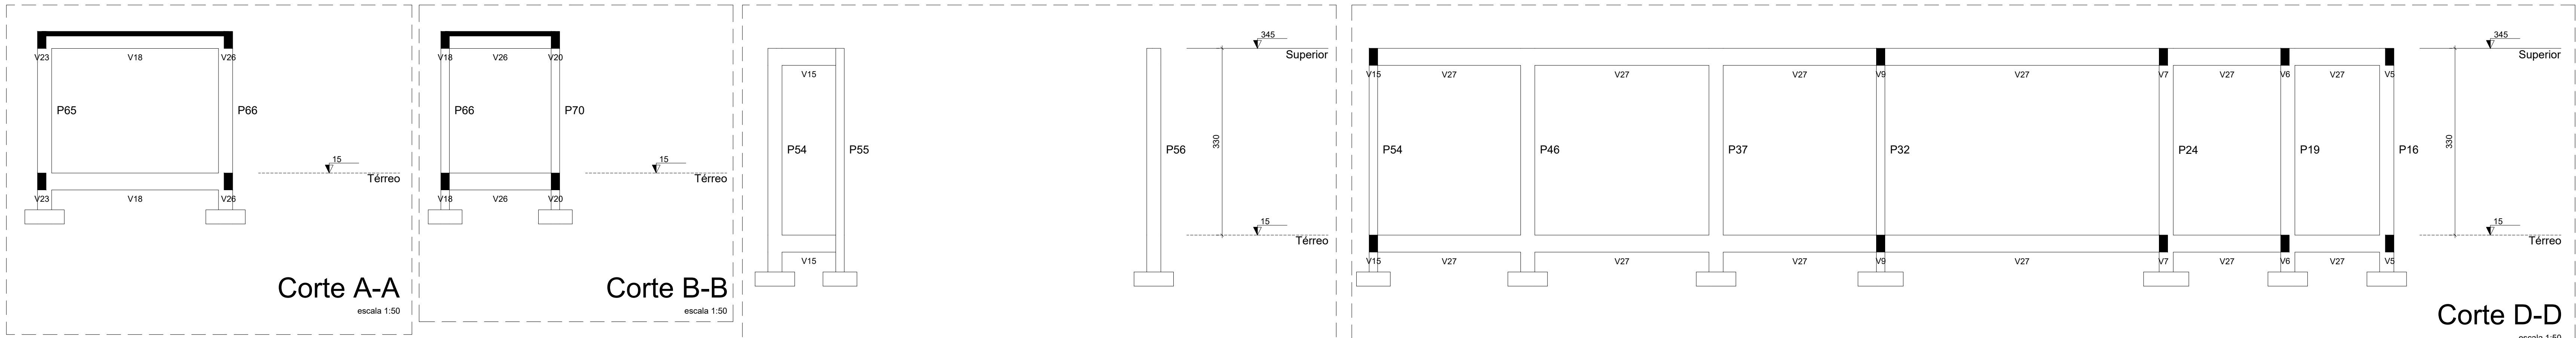 V23 V18 V26
P65 P66
15
Térreo
V23 V18 V26
Corte A-A
escala 1:50
V18 V26 V20
P66 P70
15
Térreo
V18 V26 V20
Corte B-B
escala 1:50
345
Superior
V15
P54 P55 P56
330
15
Térreo
V15
345
Superior
V15 V27 V27 V27 V9 V27 V7 V27 V6 V27 V5
P54 P46 P37 P32 P24 P19 P16
330
15
Térreo
V15 V27 V27 V27 V9 V27 V7 V27 V6 V27 V5
Corte D-D
escala 1:50